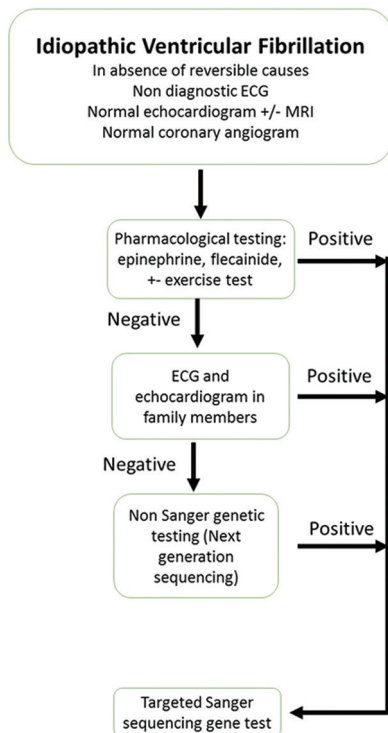 Idiopathic Ventricular Fibrillation
In absence of reversible causes
Non diagnostic ECG
Normal echocardiogram +/- MRI
Normal coronary angiogram
Pharmacological testing:
epinephrine, flecainide,
+- exercise test
Positive
Negative
ECG and
echocardiogram in
family members
Positive
Negative
Non Sanger genetic
testing (Next
generation
sequencing)
Positive
Targeted Sanger
sequencing gene test